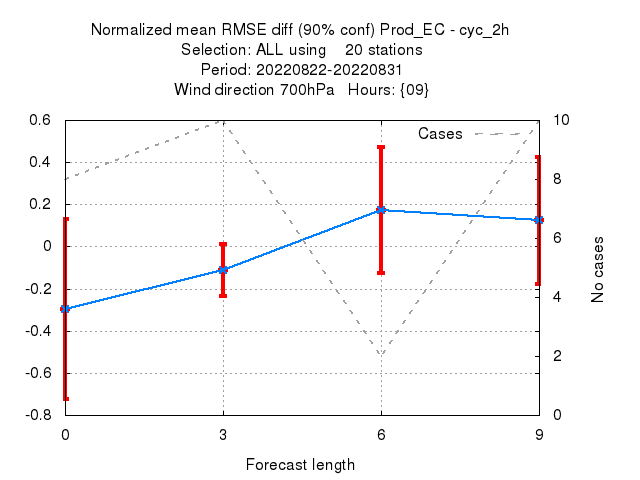 Normalized mean RMSE diff (90% conf) Prod_EC - cyc_2h
Selection: ALL using 20 stations
Period: 20220822-20220831
Wind direction 700hPa Hours: {09}
Cases
0.6
0.4
0.2
0
-0.2
-0.4
-0.6
-0.8
10
8
6
4
2
0
No cases
0 3 6 9
Forecast length